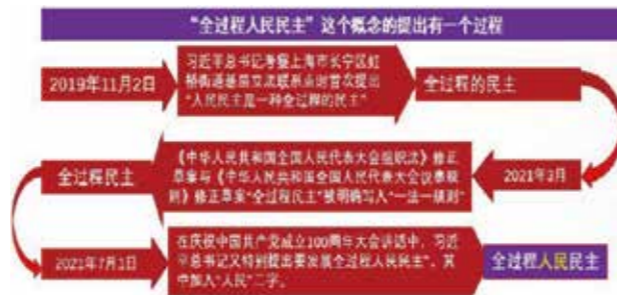 “全过程人民民主”这个概念的提出有一个过程
2019年11月2日
习近平总书记考察上海市长宁区虹
桥街道基层立法联系点时首次提出
“人民民主是一种全过程的民主”
全过程的民主
2021年3月
《中华人民共和国全国人民代表大会组织法》修正
草案与《中华人民共和国全国人民代表大会议事规
则》修正草案“全过程民主”被明确写入“一法一规则”
全过程民主
2021年7月1日
在庆祝中国共产党成立100周年大会讲话中，习近
平总书记又特别提出要发展全过程人民民主”，其
中加入“人民”二字。
全过程人民民主